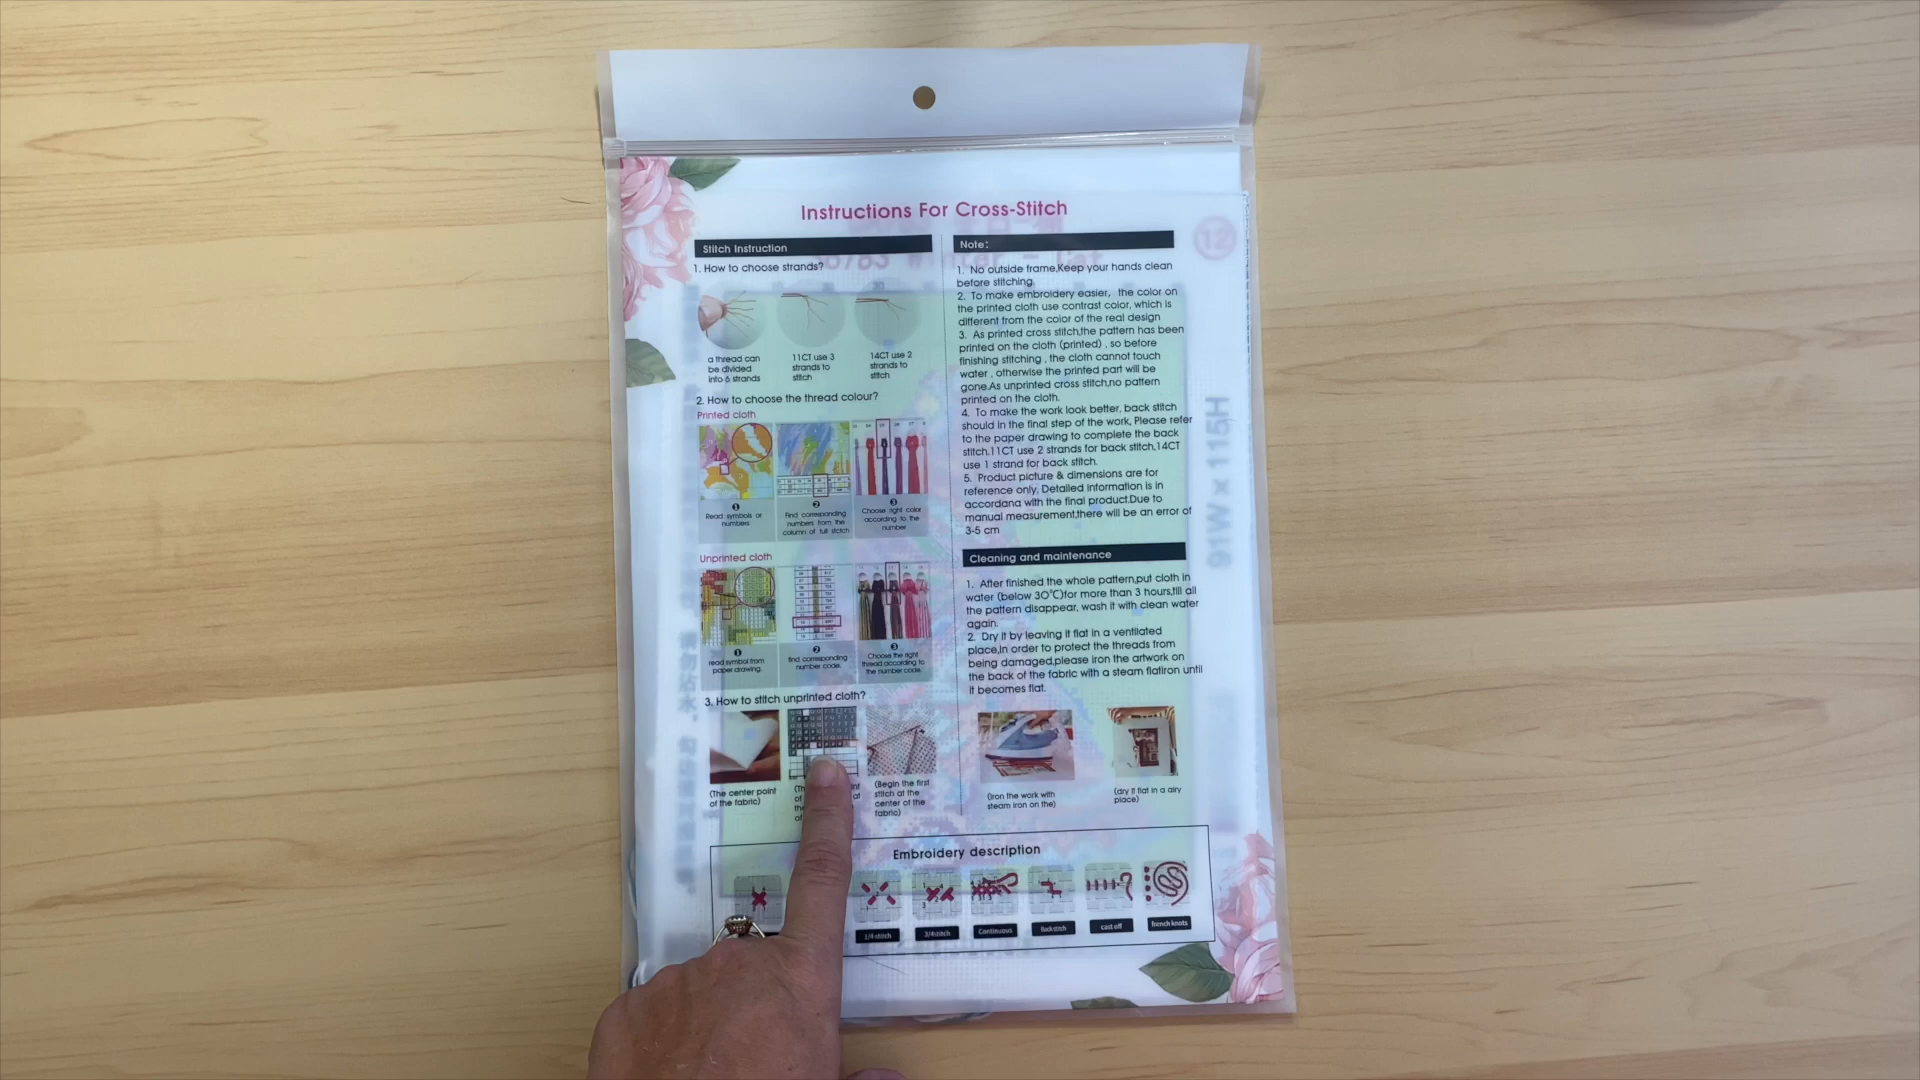 Instructions For Cross-Stitch
Stitch Instruction
1. How to choose strands?
a thread can
be divided
into 6 strands
11CT use 3
strands to
stitch
14CT use 2
strands to
stitch
2. How to choose the thread colour?
Printed cloth
1
Read symbols or
numbers
2
Find corresponding
numbers from the
column of full stitch
3
Choose right color
according to the
number
Unprinted cloth
1
read symbol from
paper drawing.
2
find corresponding
number code.
3
Choose the right
thread according to
the number code.
3. How to stitch unprinted cloth?
(The center point
of the fabric)
(Begin the first
stitch at the
center of the
fabric)
Note:
1. No outside frame,Keep your hands clean
before stitching.
2. To make embroidery easier, the color on
the printed cloth use contrast color, which is
different from the color of the real design
3. As printed cross stitch,the pattern has been
printed on the cloth (printed) , so before
finishing stitching , the cloth cannot touch
water , otherwise the printed part will be
gone.As unprinted cross stitch,no pattern
printed on the cloth.
4. To make the work look better, back stitch
should in the final step of the work, Please refer
to the paper drawing to complete the back
stitch.11CT use 2 strands for back stitch,14CT
use 1 strand for back stitch.
5. Product picture & dimensions are for
reference only, Detailed information is in
accordana with the final product.Due to
manual measurement,there will be an error of
3-5 cm
Cleaning and maintenance
1. After finished the whole pattern,put cloth in
water (below 30℃)for more than 3 hours,till all
the pattern disappear, wash it with clean water
again.
2. Dry it by leaving it flat in a ventilated
place,in order to protect the threads from
being damaged,please iron the artwork on
the back of the fabric with a steam flatiron until
it becomes flat.
(iron the work with
steam iron on the)
(dry it flat in a airy
place)
Embroidery description
1/4 stitch
3/4stitch
Continuous
Backstitch
cast off
french knots
12
91W x 115H